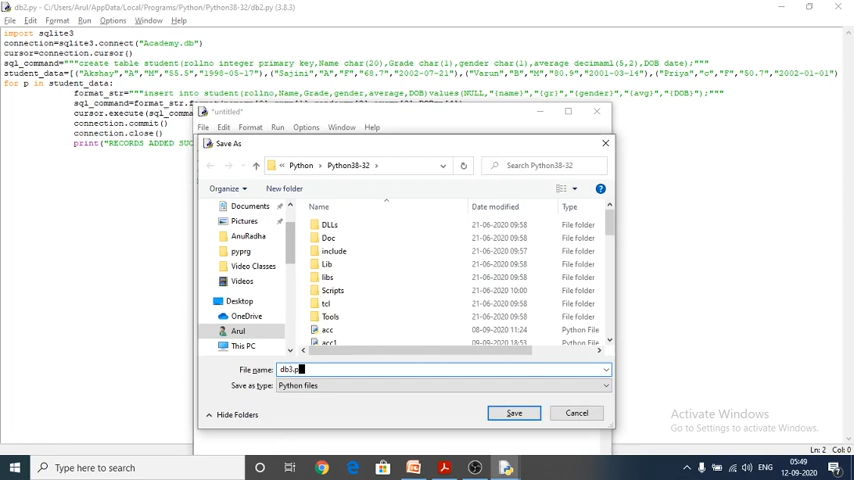 db2.py - C:/Users/Arul/AppData/Local/Programs/Python/Python38-32/db2.py (3.8.3)
File Edit Format Run Options Window Help
import sqlite3
connection=sqlite3.connect("Academy.db")
cursor=connection.cursor()
sql_command="""create table student(rollno integer primary key,Name char(20),Grade char(1),gender char(1),average decimal(5,2),DOB date);"""
student_data=[("Akshay","A","M","55.5","1998-05-17"),("Sajini","A","F","68.7","2002-07-21"),("Varun","B","M","80.9","2001-03-14"),("Priya","c","F","50.7","2002-01-01")
for p in student_data:
format_str="""insert into student(rollno,Name,Grade,gender,average,DOB)values(NULL,"{name}","{gr}","{gender}","{avg}","{DOB}");"""
cursor.execute(sql_comma
connection.commit()
connection.close()
print("RECORDS ADDED SUC
*untitled*
File Edit Format Run Options Window Help
Save As
« Python > Python38-32 >
Search Python38-32
Organize New folder
Name Date modified Type
Documents
Pictures
AnuRadha
pyprg
Video Classes
Videos
Desktop
OneDrive
Arul
This PC
DLLs 21-06-2020 09:58 File folder
Doc 21-06-2020 09:58 File folder
include 21-06-2020 09:57 File folder
Lib 21-06-2020 09:58 File folder
libs 21-06-2020 09:58 File folder
Scripts 21-06-2020 10:00 File folder
tcl 21-06-2020 09:58 File folder
Tools 21-06-2020 09:58 File folder
acc 08-09-2020 11:24 Python File
acc1 09-09-2020 18:53 Python File
File name: db3.p
Save as type: Python files
Hide Folders
Save Cancel
Activate Windows
Go to Settings to activate Windows.
Ln: 2 Col: 0
Type here to search
ENG
05:49
12-09-2020
7